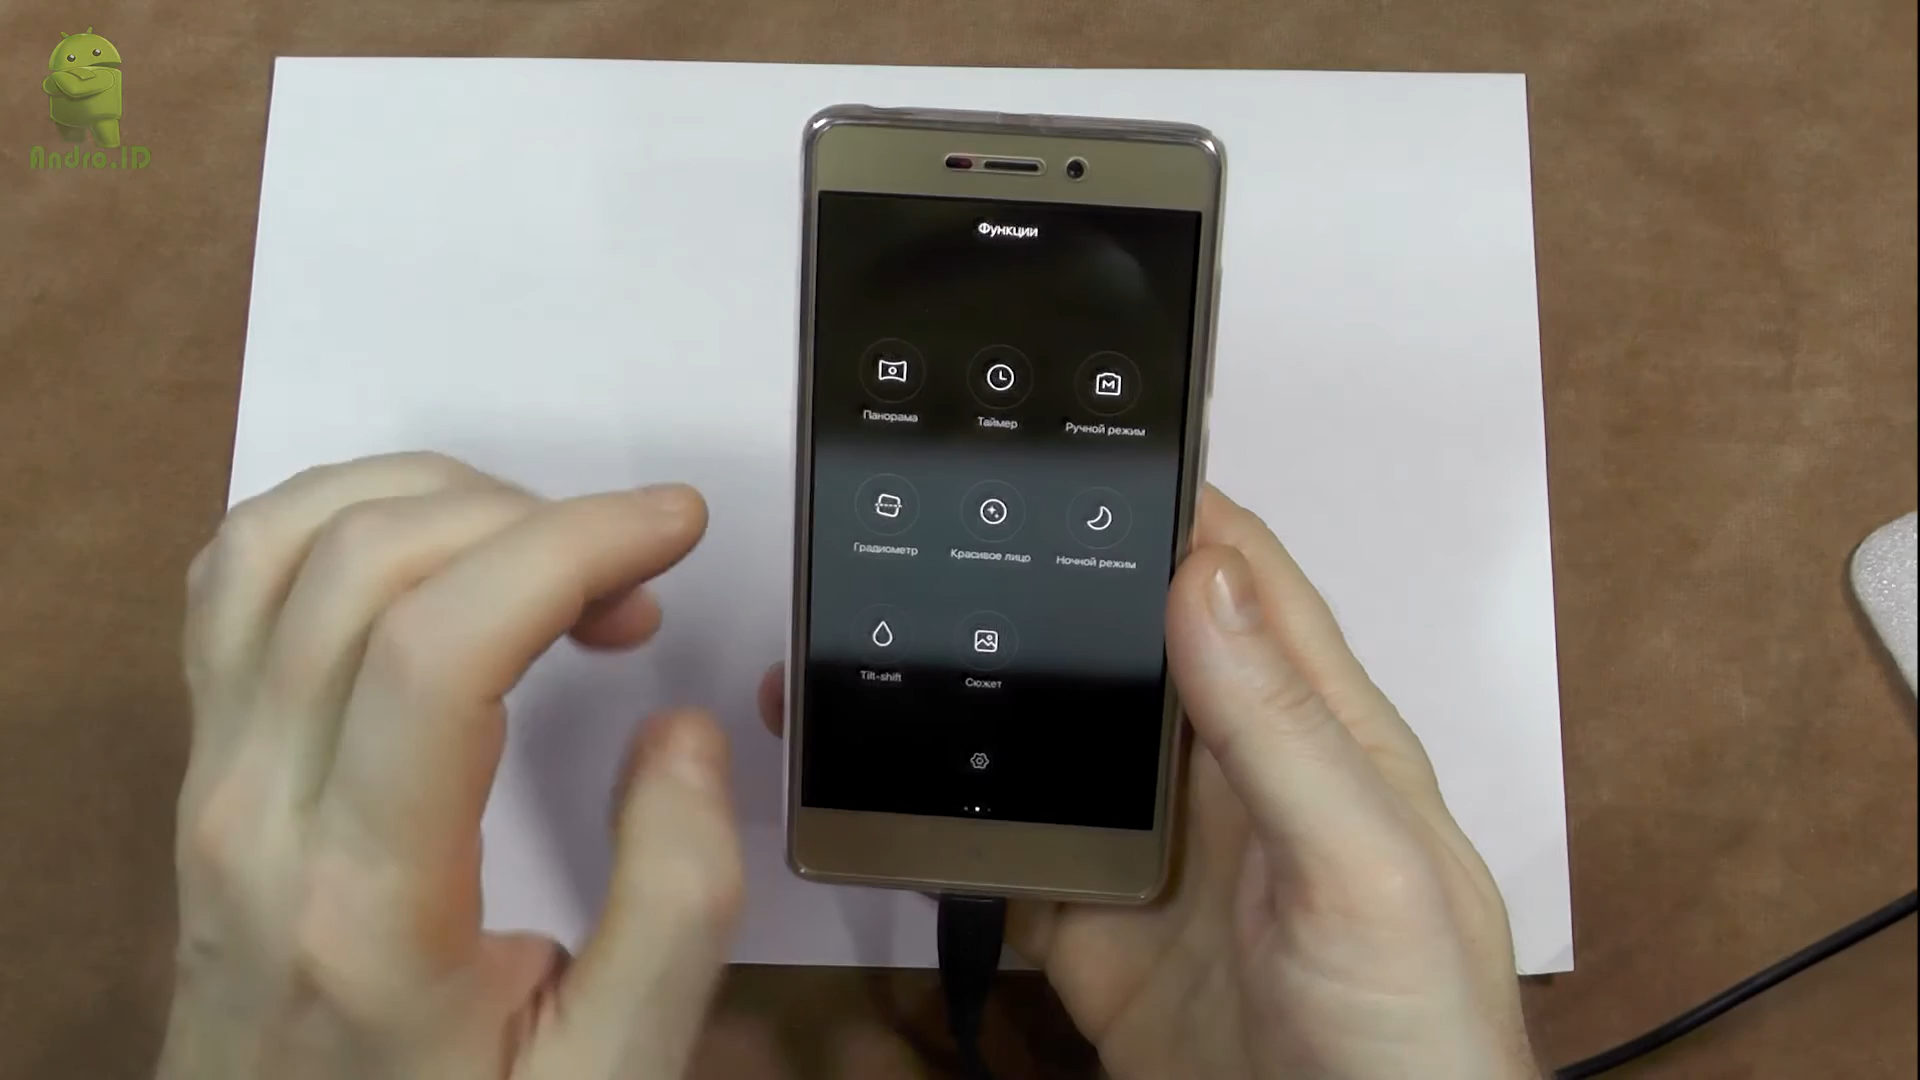 Andro.ID
Функции
Панорама
Таймер
Ручной режим
Градиометр
Красивое лицо
Ночной режим
Tilt-shift
Сюжет